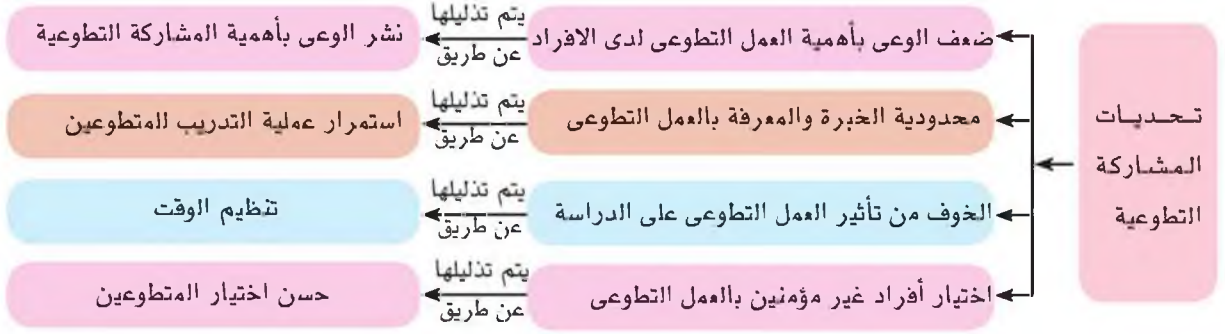 تحديات
المشاركة
التطوعية
ضعف الوعى بأهمية العمل التطوعى لدى الافراد
يتم تذليلها
عن طريق
نشر الوعى بأهمية المشاركة التطوعية
محدودية الخبرة والمعرفة بالعمل التطوعى
يتم تذليلها
عن طريق
استمرار عملية التدريب للمتطوعين
الخوف من تأثير العمل التطوعى على الدراسة
يتم تذليلها
عن طريق
تنظيم الوقت
اختيار أفراد غير مؤمنين بالعمل التطوعى
يتم تذليلها
عن طريق
حسن اختيار المتطوعين